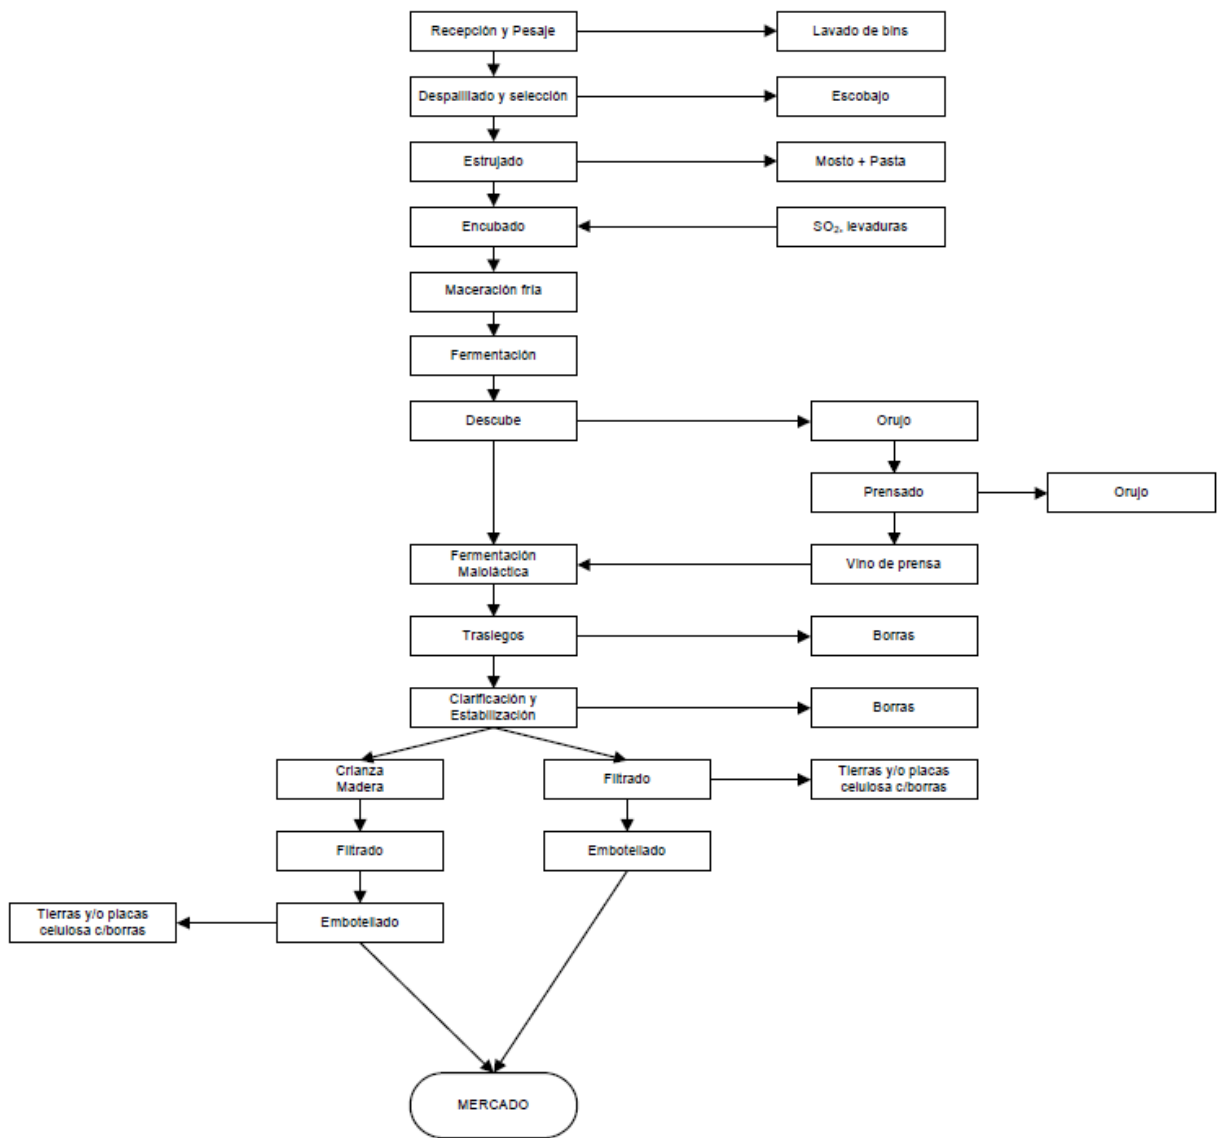 Recepción y Pesaje
Lavado de bins
Despalillado y selección
Escobajo
Estrujado
Mosto + Pasta
Encubado
SO₂, levaduras
Maceración fría
Fermentación
Descube
Orujo
Prensado
Orujo
Fermentación
Maloláctica
Vino de prensa
Trasiegos
Borras
Clarificación y
Estabilización
Borras
Crianza
Madera
Filtrado
Tierras y/o placas
celulosa c/borras
Filtrado
Embotellado
Tierras y/o placas
celulosa c/borras
Embotellado
MERCADO